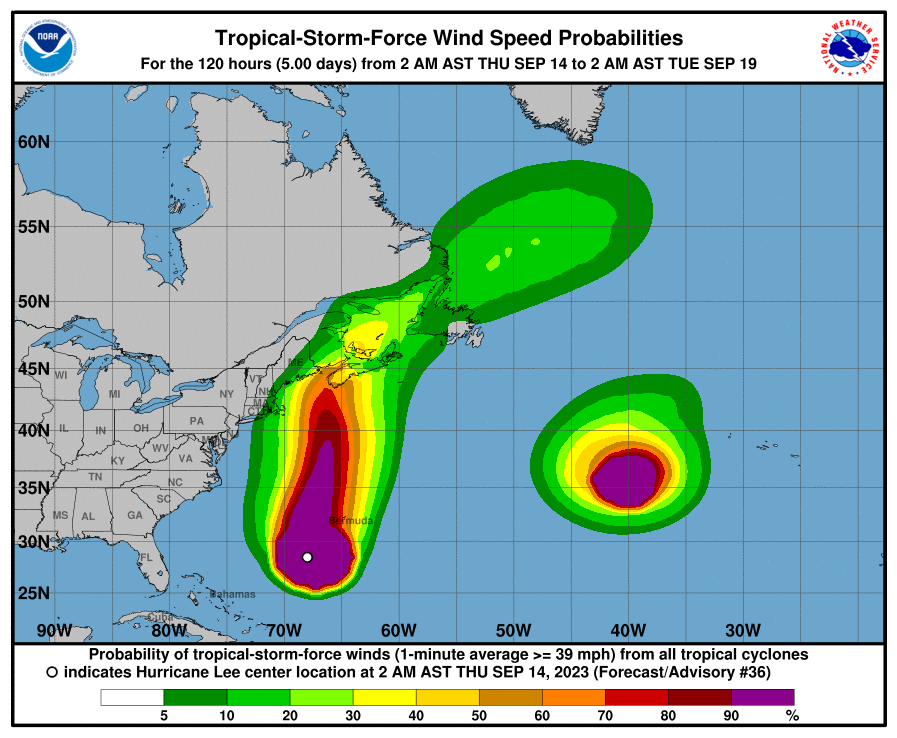 Tropical-Storm-Force Wind Speed Probabilities
For the 120 hours (5.00 days) from 2 AM AST THU SEP 14 to 2 AM AST TUE SEP 19
NOAA
NATIONAL WEATHER SERVICE
60N
55N
50N
45N
40N
35N
30N
25N
WI
MI
NY
VT
ME
IL
IN
OH
PA
WV
VA
KY
TN
NC
SC
MS
AL
GA
FL
Bermuda
Bahamas
Cuba
90W 80W 70W 60W 50W 40W 30W
Probability of tropical-storm-force winds (1-minute average >= 39 mph) from all tropical cyclones
indicates Hurricane Lee center location at 2 AM AST THU SEP 14, 2023 (Forecast/Advisory #36)
5 10 20 30 40 50 60 70 80 90 %